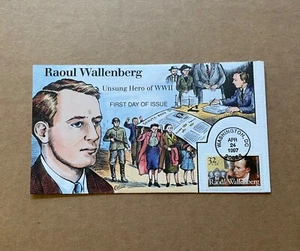 Raoul Wallenberg
Unsung Hero of WWII
FIRST DAY OF ISSUE
WASHINGTON, DC
APR
24
1997
32
Raoul Wallenberg